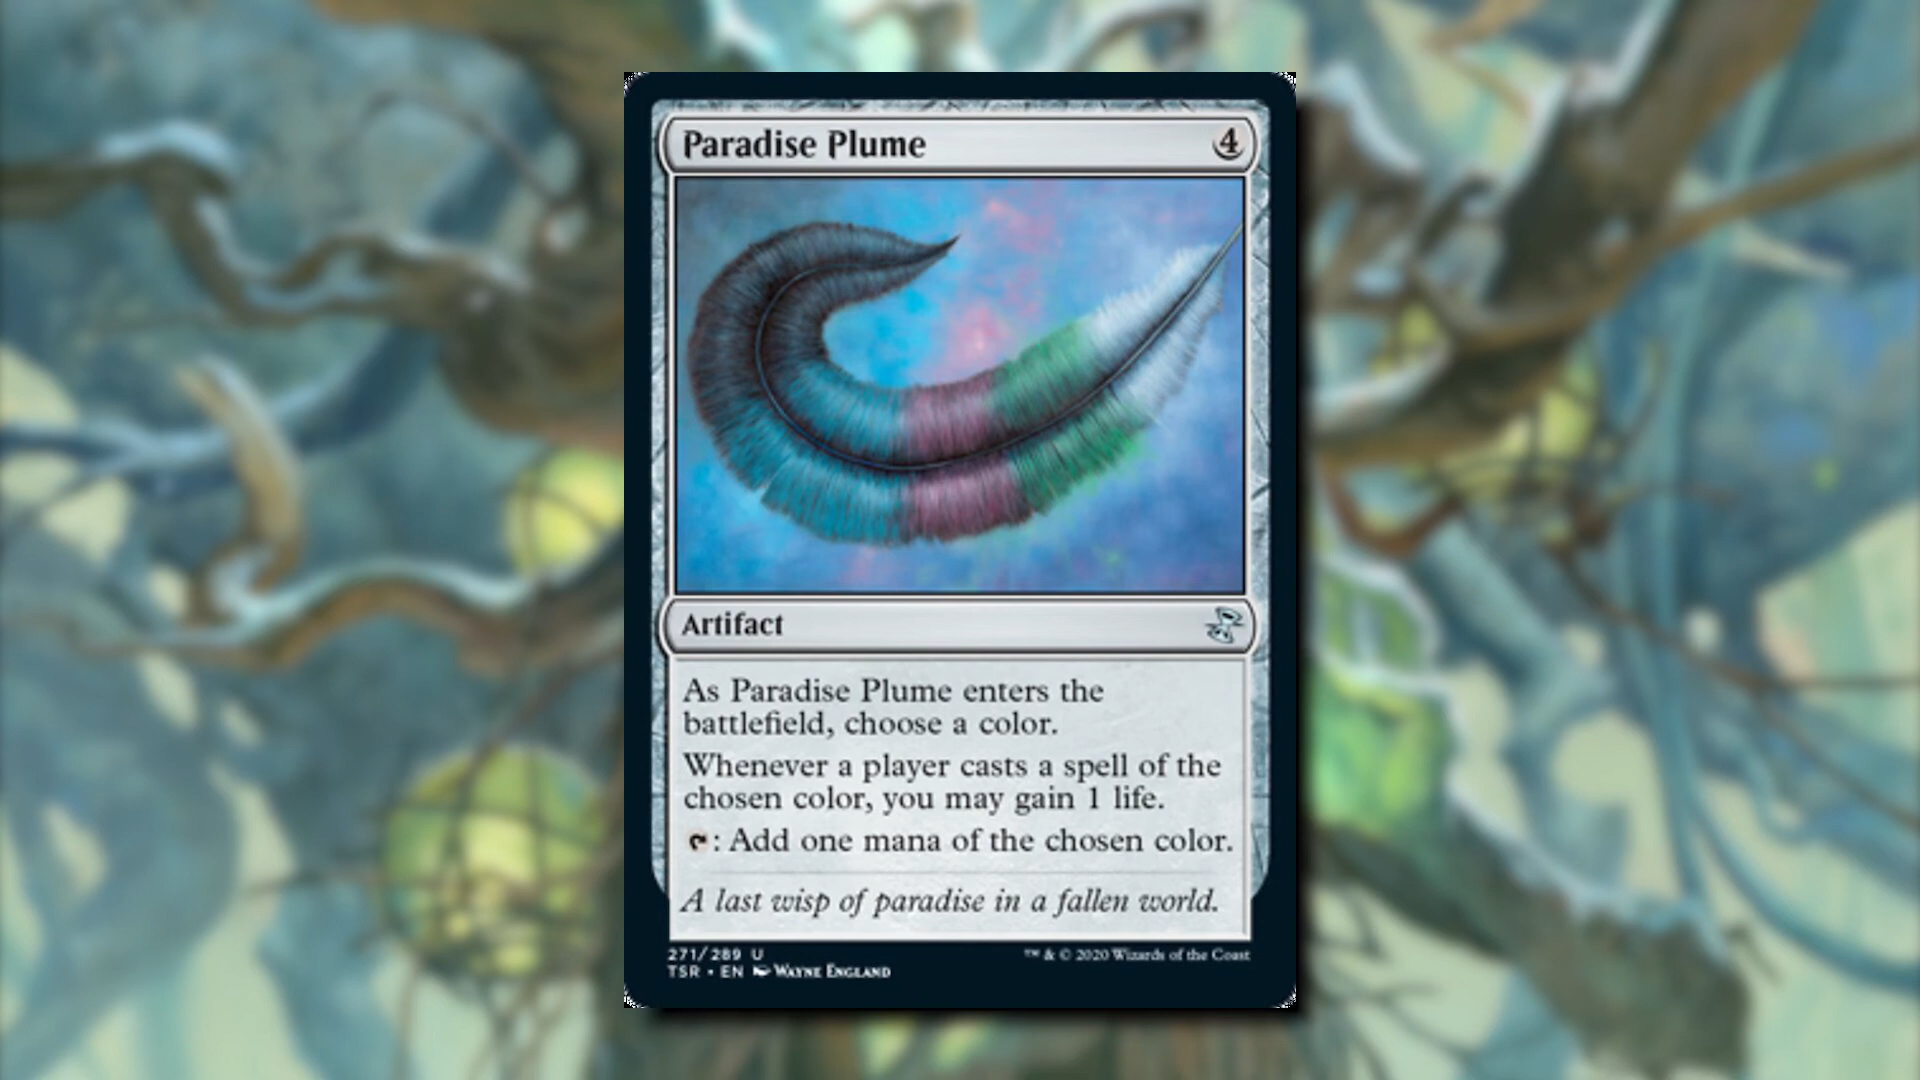 Paradise Plume 4
Artifact
As Paradise Plume enters the
battlefield, choose a color.
Whenever a player casts a spell of the
chosen color, you may gain 1 life.
: Add one mana of the chosen color.
A last wisp of paradise in a fallen world.
271/289 U
™ & © 2020 Wizards of the Coast
TSR • EN Wayne England